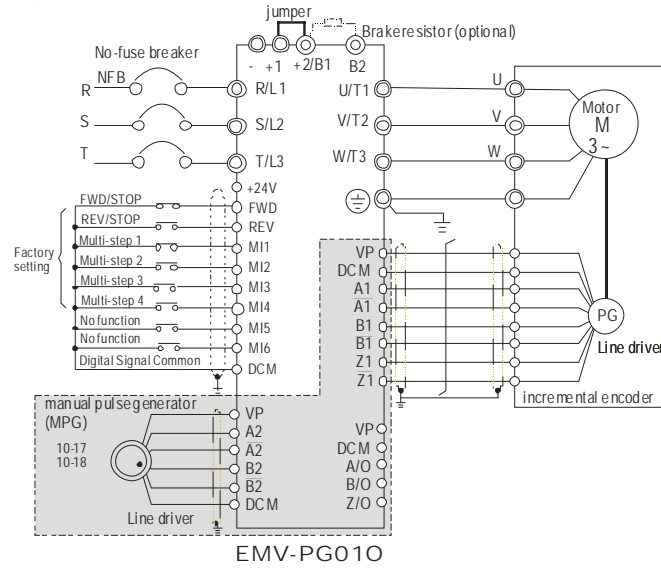 jumper
Brakeresistor (optional)
No-fuse breaker
- +1 +2/B1 B2
NFB
R R/L1 U/T1 U
S S/L2 V/T2 V
T T/L3 W/T3 W
Motor
M
3~
+24V
FWD/STOP FWD
REV/STOP REV
Multi-step 1 MI1
Multi-step 2 MI2
Factory
setting
Multi-step 3 MI3
Multi-step 4 MI4
No function MI5
No function MI6
Digital Signal Common DCM
VP
DCM
A1
A1
B1
B1
Z1
Z1
PG
Line driver
incremental encoder
manual pulse generator
(MPG)
10-17
10-18
VP
A2
A2
B2
B2
DCM
Line driver
VP
DCM
A/O
B/O
Z/O
EMV-PG01O